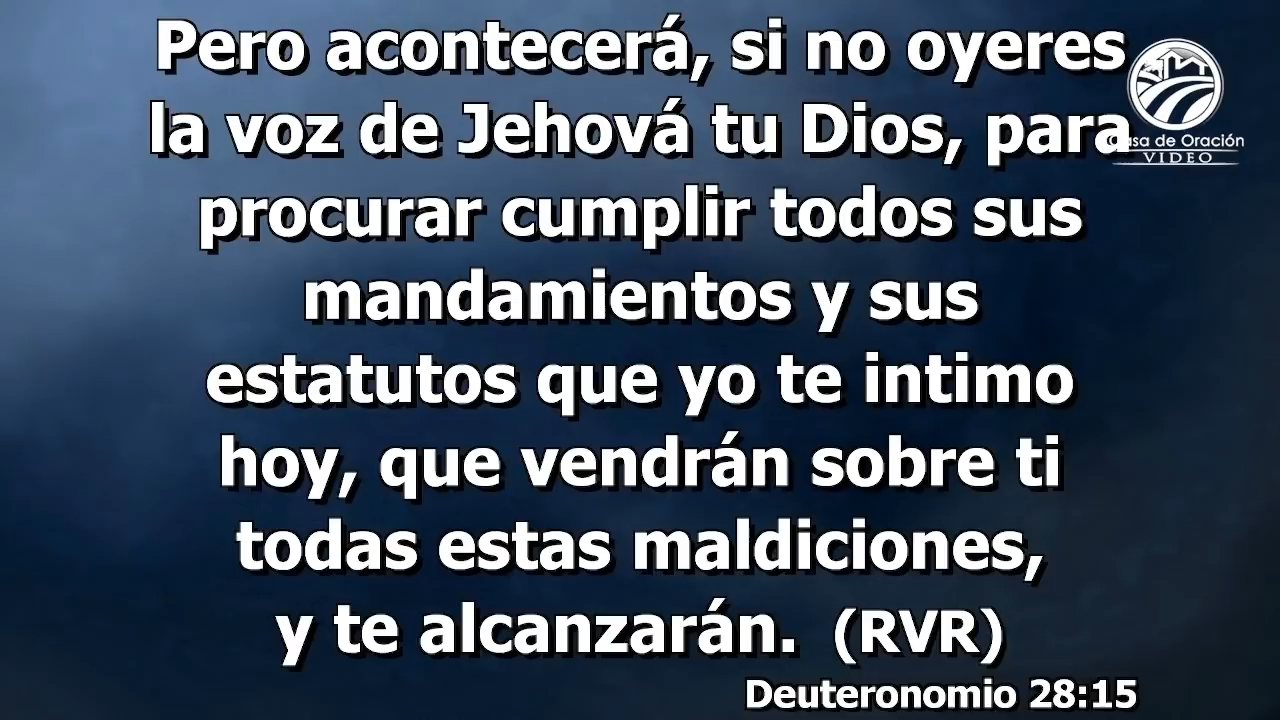 Pero acontecerá, si no oyeres
la voz de Jehová tu Dios, para
procurar cumplir todos sus
mandamientos y sus
estatutos que yo te intimo
hoy, que vendrán sobre ti
todas estas maldiciones,
y te alcanzarán. (RVR)
Deuteronomio 28:15
Casa de Oración
VIDEO